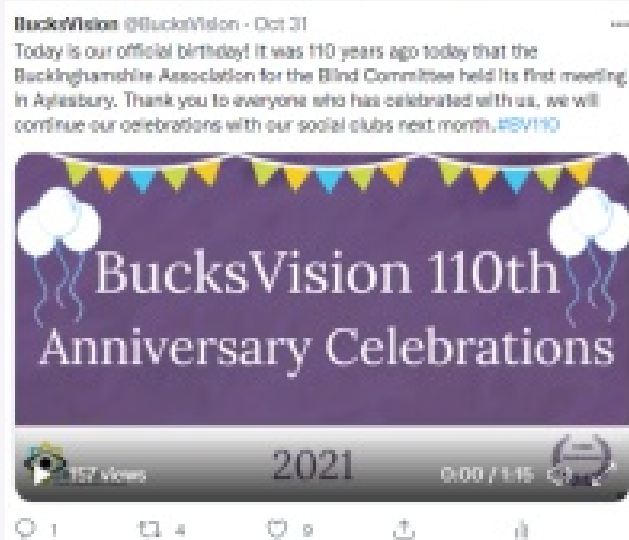 BucksVision @BucksVision · Oct 31
Today is our official birthday! It was 110 years ago today that the
Buckinghamshire Association for the Blind Committee held its first meeting
in Aylesbury. Thank you to everyone who has celebrated with us, we will
continue our celebrations with our social clubs next month. #BV110
BucksVision 110th
Anniversary Celebrations
2021
157 views
0:00 / 1:15
1 4 9